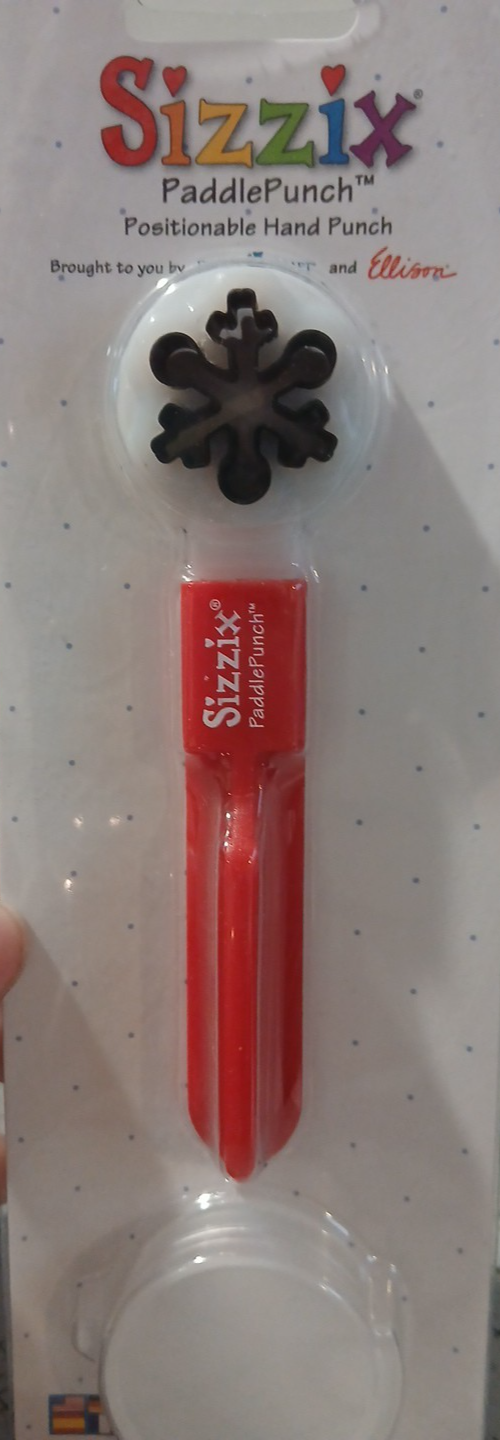 Sizzix®
PaddlePunch™
Positionable Hand Punch
Brought to you by and Ellison
Sizzix®
PaddlePunch™